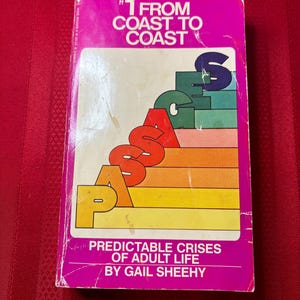 #1 FROM
COAST TO
COAST
PASSAGES
PREDICTABLE CRISES
OF ADULT LIFE
BY GAIL SHEEHY